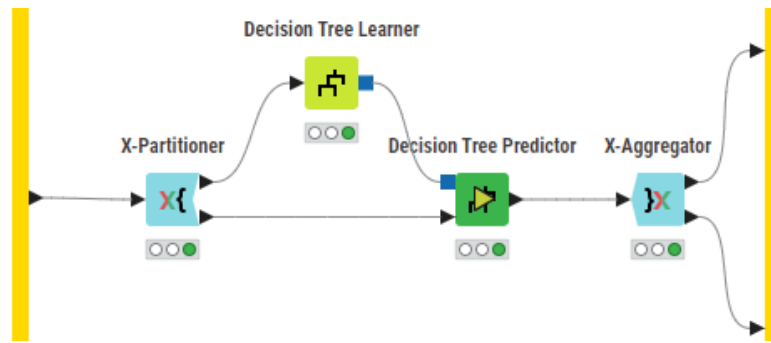 Decision Tree Learner
X-Partitioner
Decision Tree Predictor
X-Aggregator
X{
}X